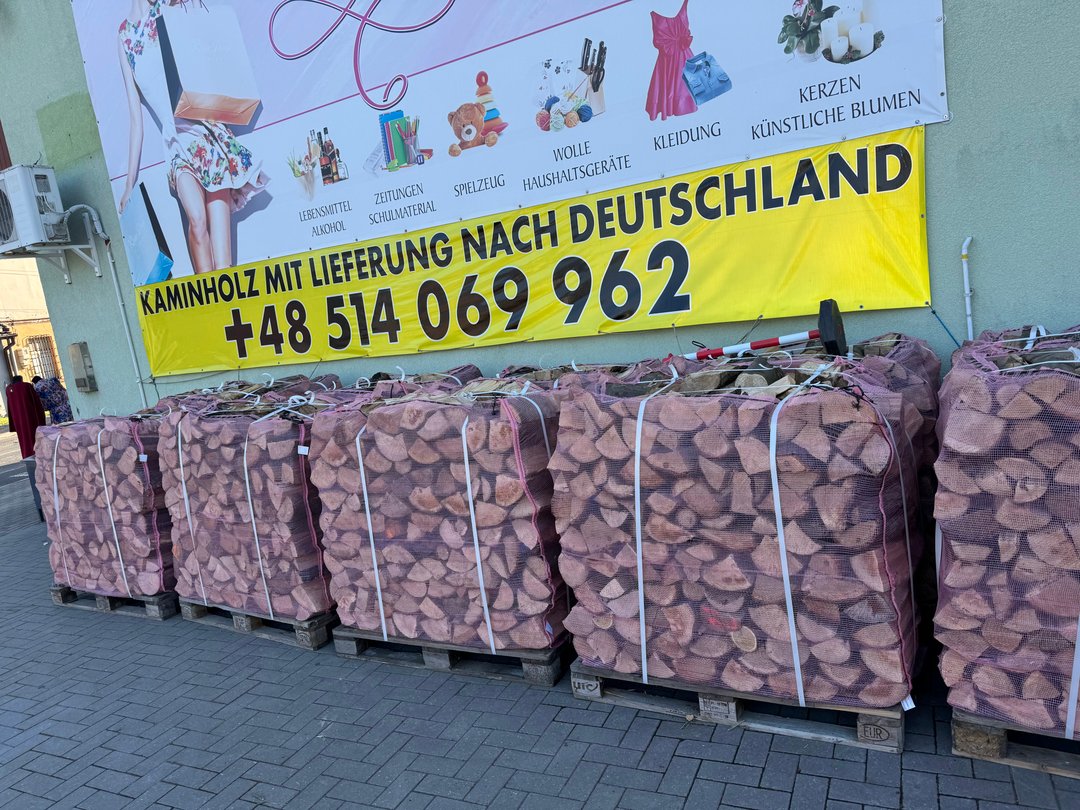 LEBENSMITTEL
ALKOHOL
ZEITUNGEN
SCHULMATERIAL
SPIELZEUG
WOLLE
HAUSHALTSGERÄTE
KLEIDUNG
KERZEN
KÜNSTLICHE BLUMEN
KAMINHOLZ MIT LIEFERUNG NACH DEUTSCHLAND
+48 514 069 962
EUR